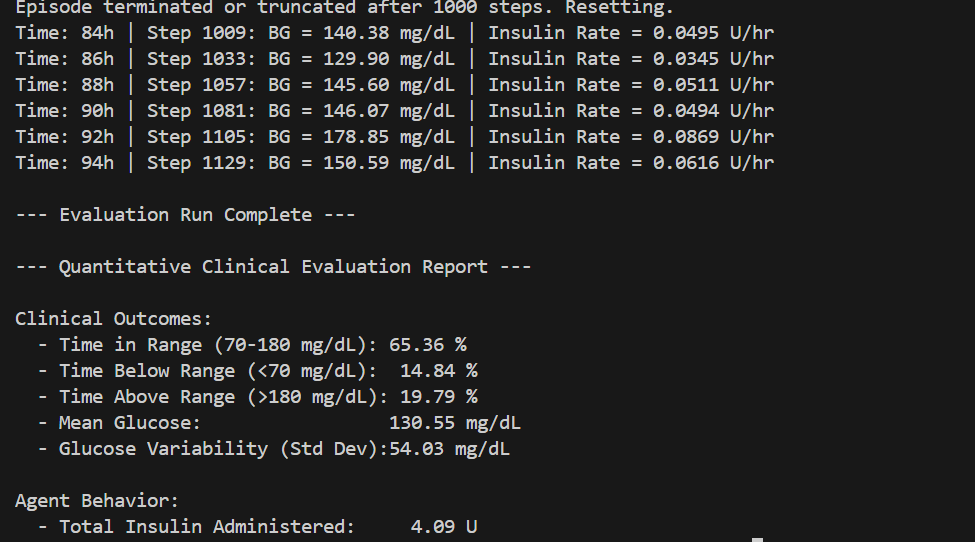 Episode terminated or truncated after 1000 steps. Resetting.
Time: 84h | Step 1009: BG = 140.38 mg/dL | Insulin Rate = 0.0495 U/hr
Time: 86h | Step 1033: BG = 129.90 mg/dL | Insulin Rate = 0.0345 U/hr
Time: 88h | Step 1057: BG = 145.60 mg/dL | Insulin Rate = 0.0511 U/hr
Time: 90h | Step 1081: BG = 146.07 mg/dL | Insulin Rate = 0.0494 U/hr
Time: 92h | Step 1105: BG = 178.85 mg/dL | Insulin Rate = 0.0869 U/hr
Time: 94h | Step 1129: BG = 150.59 mg/dL | Insulin Rate = 0.0616 U/hr
--- Evaluation Run Complete ---
--- Quantitative Clinical Evaluation Report ---
Clinical Outcomes:
- Time in Range (70-180 mg/dL): 65.36 %
- Time Below Range (<70 mg/dL): 14.84 %
- Time Above Range (>180 mg/dL): 19.79 %
- Mean Glucose: 130.55 mg/dL
- Glucose Variability (Std Dev):54.03 mg/dL
Agent Behavior:
- Total Insulin Administered: 4.09 U